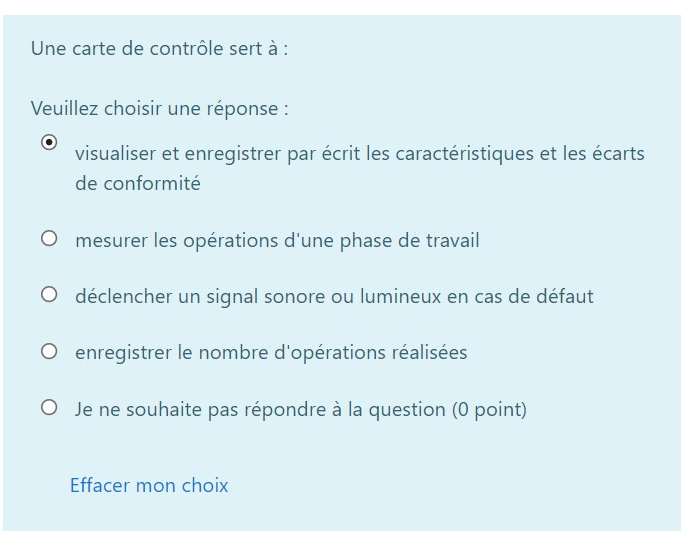 Une carte de contrôle sert à :
Veuillez choisir une réponse :
visualiser et enregistrer par écrit les caractéristiques et les écarts
de conformité
mesurer les opérations d'une phase de travail
déclencher un signal sonore ou lumineux en cas de défaut
enregistrer le nombre d'opérations réalisées
Je ne souhaite pas répondre à la question (0 point)
Effacer mon choix